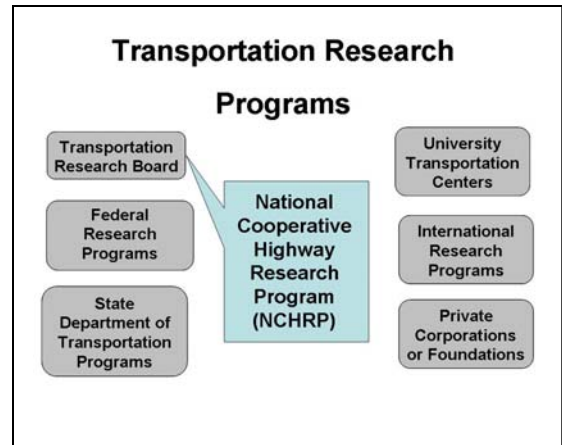 Transportation Research
Programs
Transportation
Research Board
Federal
Research
Programs
State
Department of
Transportation
Programs
National
Cooperative
Highway
Research
Program
(NCHRP)
University
Transportation
Centers
International
Research
Programs
Private
Corporations
or Foundations